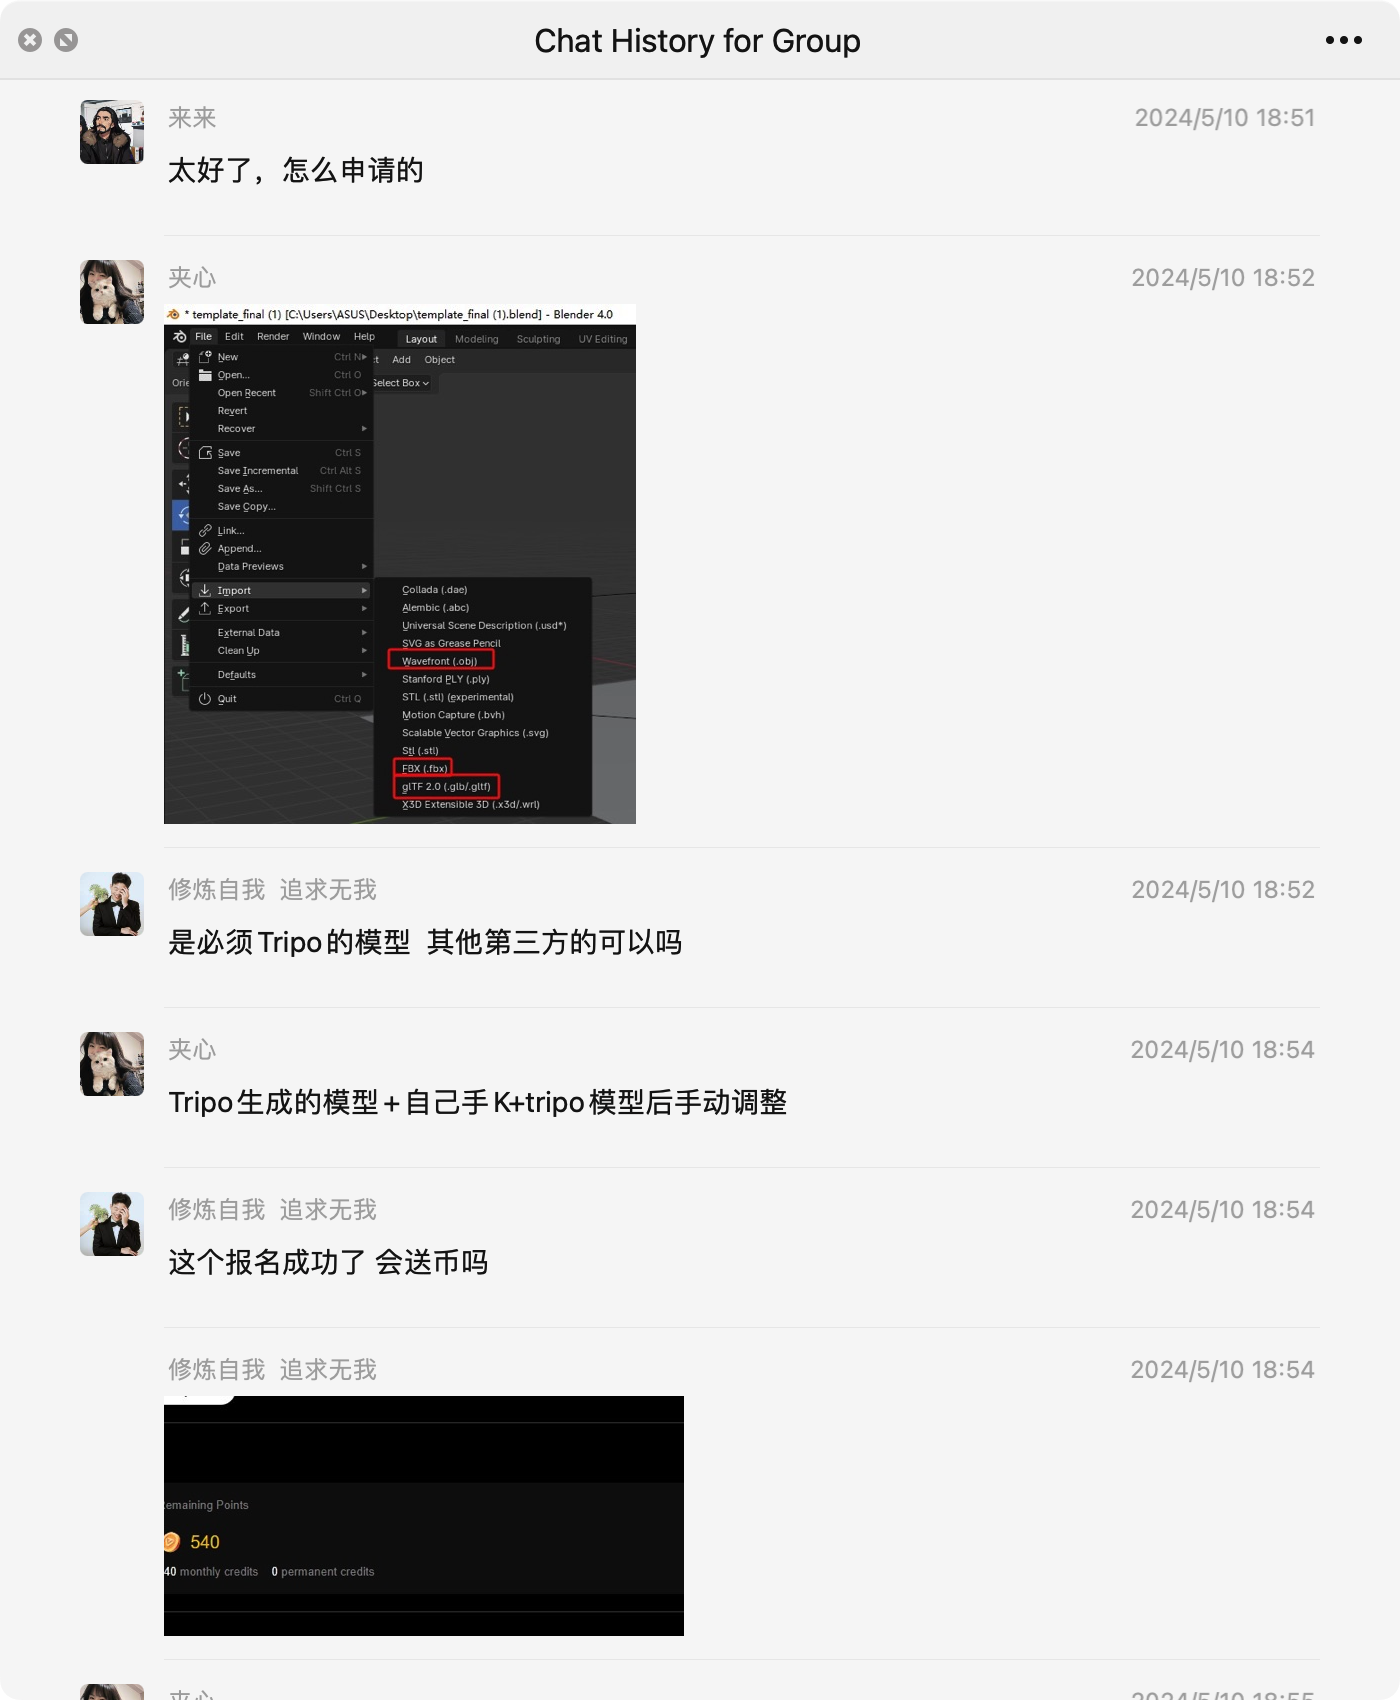 Chat History for Group
来来
2024/5/10 18:51
太好了，怎么申请的
夹心
2024/5/10 18:52
* template_final (1) [C:\Users\ASUS\Desktop\template_final (1).blend] - Blender 4.0
File Edit Render Window Help Layout Modeling Sculpting UV Editing
Add Object
Select Box
New Ctrl N
Open... Ctrl O
Open Recent Shift Ctrl O
Revert
Recover
Save Ctrl S
Save Incremental Ctrl Alt S
Save As... Shift Ctrl S
Save Copy...
Link...
Append...
Data Previews
Import
Export
External Data
Clean Up
Defaults
Quit Ctrl Q
Collada (.dae)
Alembic (.abc)
Universal Scene Description (.usd*)
SVG as Grease Pencil
Wavefront (.obj)
Stanford PLY (.ply)
STL (.stl) (experimental)
Motion Capture (.bvh)
Scalable Vector Graphics (.svg)
Stl (.stl)
FBX (.fbx)
glTF 2.0 (.glb/.gltf)
X3D Extensible 3D (.x3d/.wrl)
修炼自我 追求无我
2024/5/10 18:52
是必须Tripo的模型 其他第三方的可以吗
夹心
2024/5/10 18:54
Tripo生成的模型+自己手K+tripo模型后手动调整
修炼自我 追求无我
2024/5/10 18:54
这个报名成功了 会送币吗
修炼自我 追求无我
2024/5/10 18:54
emaining Points
540
40 monthly credits 0 permanent credits
夹心
2024/5/10 18:55